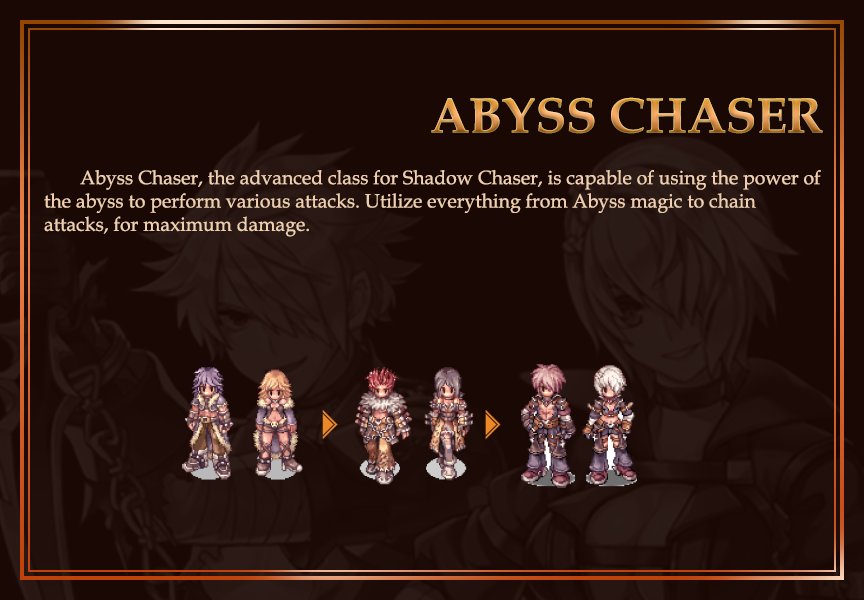 ABYSS CHASER
Abyss Chaser, the advanced class for Shadow Chaser, is capable of using the power of
the abyss to perform various attacks. Utilize everything from Abyss magic to chain
attacks, for maximum damage.